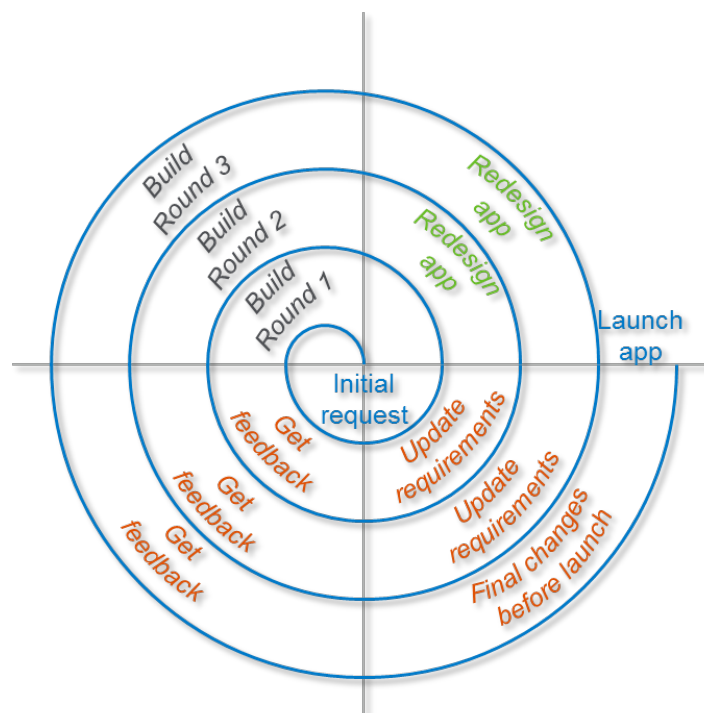 Build
Round 3
Redesign
app
Build
Round 2
Redesign
app
Build
Round 1
Launch
app
Initial
request
Get
feedback
Update
requirements
Get
feedback
Update
requirements
Get
feedback
Final changes
before launch